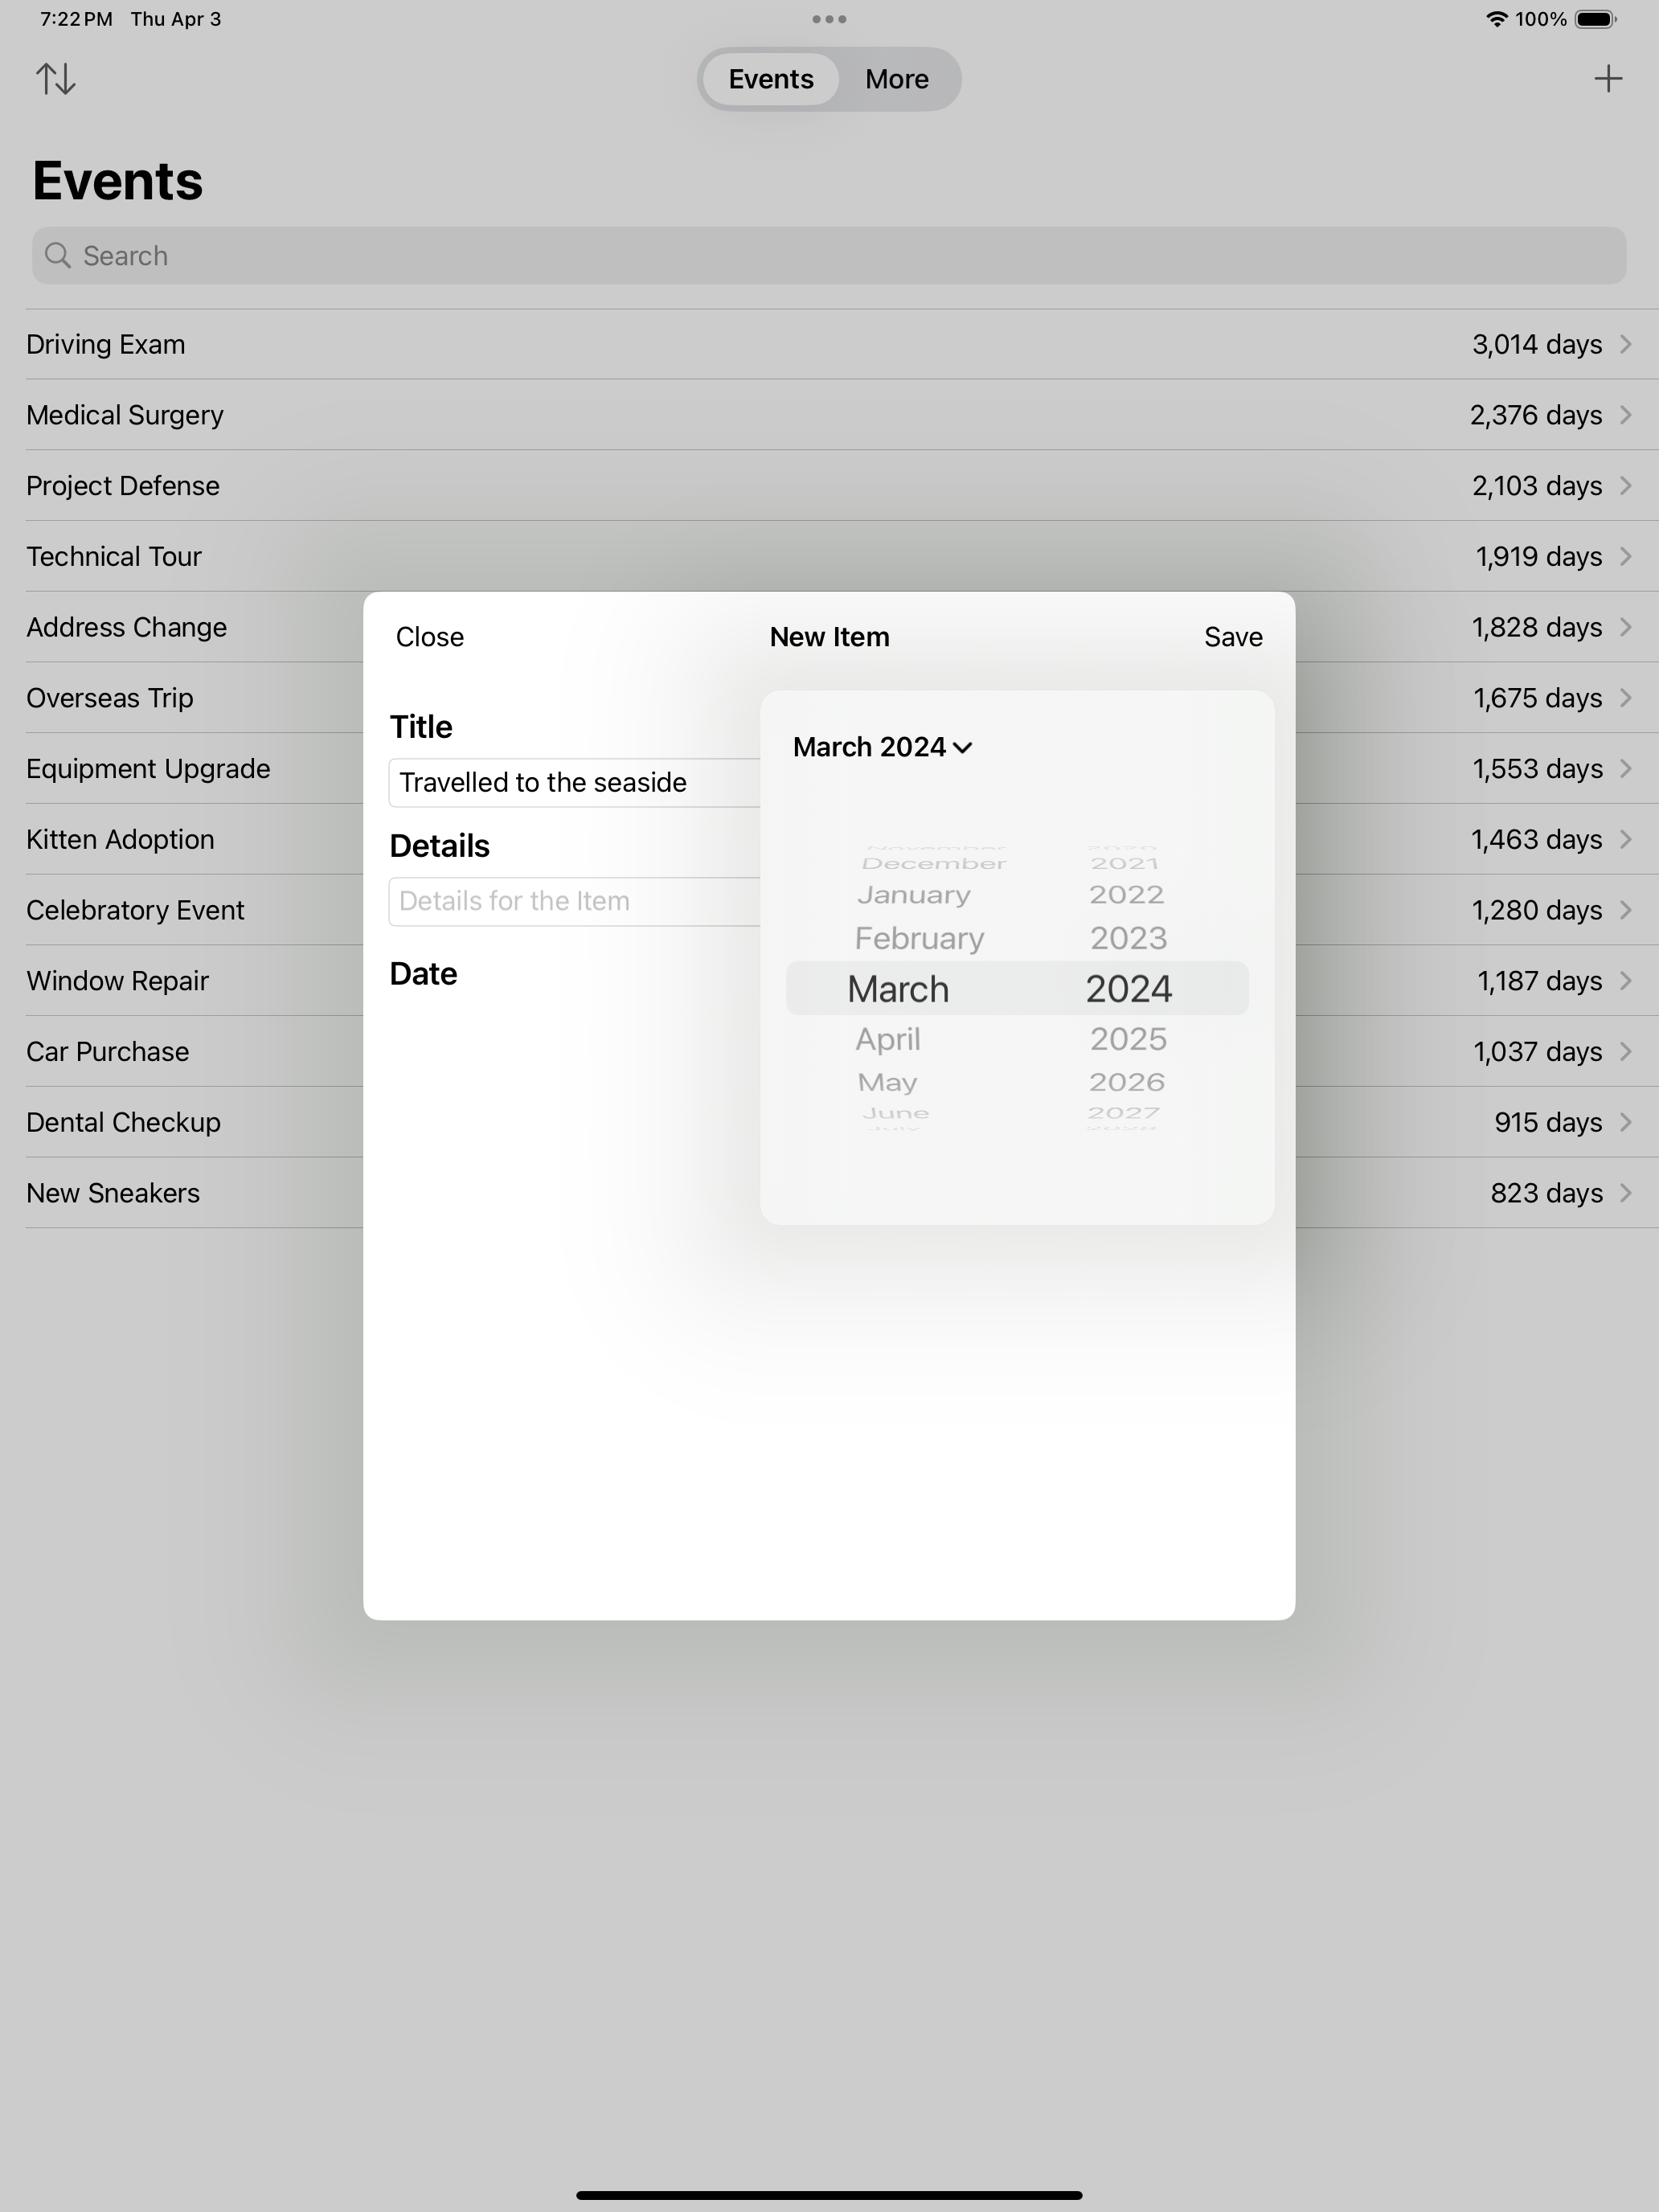 7:22 PM Thu Apr 3
100%
Events More
Events
Search
Driving Exam 3,014 days
Medical Surgery 2,376 days
Project Defense 2,103 days
Technical Tour 1,919 days
Address Change 1,828 days
Overseas Trip 1,675 days
Equipment Upgrade 1,553 days
Kitten Adoption 1,463 days
Celebratory Event 1,280 days
Window Repair 1,187 days
Car Purchase 1,037 days
Dental Checkup 915 days
New Sneakers 823 days
Close New Item Save
Title
Travelled to the seaside
Details
Details for the Item
Date
March 2024
November 2020
December 2021
January 2022
February 2023
March 2024
April 2025
May 2026
June 2027
July 2028